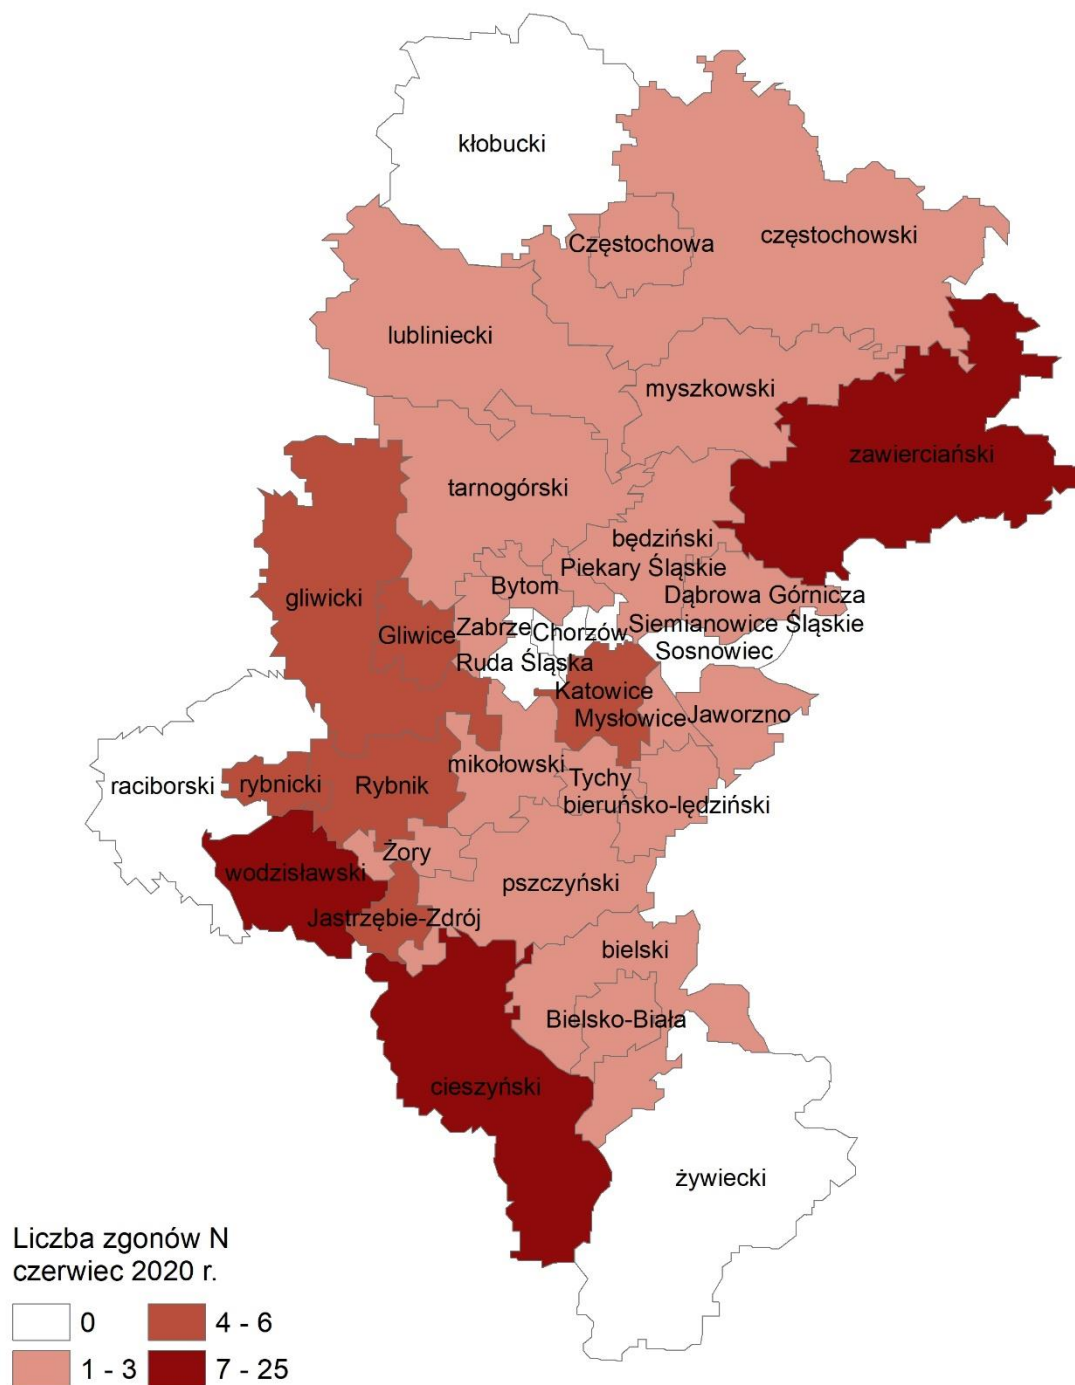 kłobucki
Częstochowa
częstochowski
lubliniecki
myszkowski
zawierciański
tarnogórski
będziński
Piekary Śląskie
Bytom
Dąbrowa Górnicza
gliwicki
Gliwice
Zabrze
Chorzów
Siemianowice Śląskie
Sosnowiec
Ruda Śląska
Katowice
Mysłowice
Jaworzno
raciborski
rybnicki
Rybnik
mikołowski
Tychy
bieruńsko-lędziński
Żory
wodzisławski
pszczyński
Jastrzębie-Zdrój
bielski
Bielsko-Biała
cieszyński
żywiecki
Liczba zgonów N
czerwiec 2020 r.
0
4 - 6
1 - 3
7 - 25